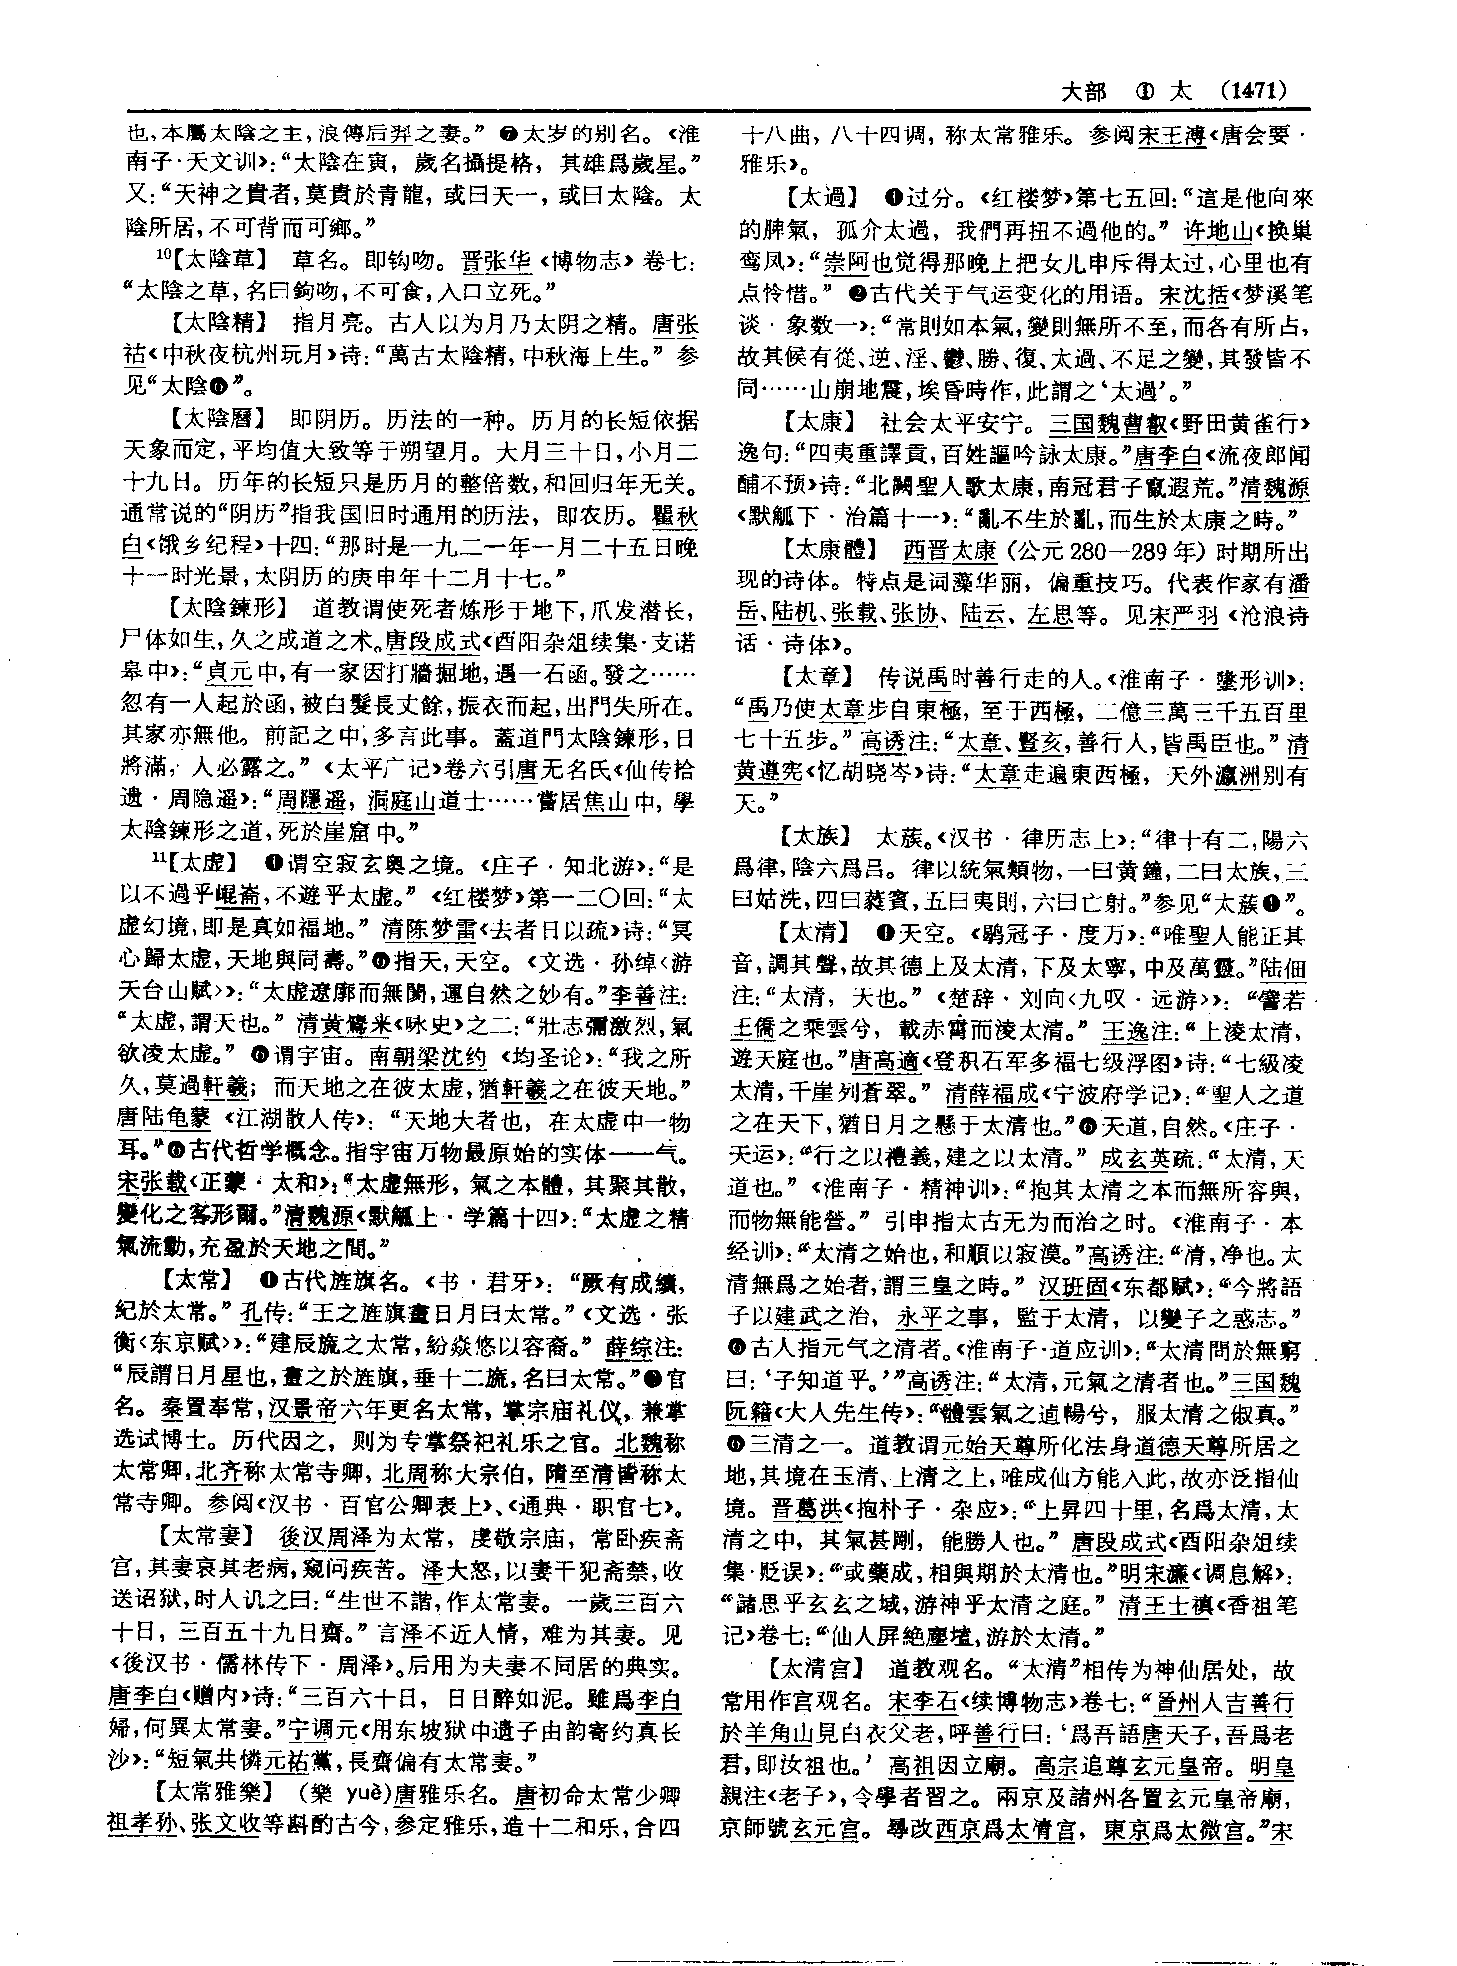 大部 ① 太 (1471)
也，本屬太陰之主，浪傳后羿之妻。” ❼太岁的别名。《淮
南子·天文训》：“太陰在寅，歲名攝提格，其雄爲歲星。”
又：“天神之貴者，莫貴於青龍，或曰天一，或曰太陰。太
陰所居，不可背而可鄉。”
¹⁰【太陰草】 草名。即钩吻。晋张华《博物志》卷七：
“太陰之草，名曰鉤吻，不可食，入口立死。”
【太陰精】 指月亮。古人以为月乃太阴之精。唐张
祜《中秋夜杭州玩月》诗：“萬古太陰精，中秋海上生。” 参
见“太陰❻”。
【太陰曆】 即阴历。历法的一种。历月的长短依据
天象而定，平均值大致等于朔望月。大月三十日，小月二
十九日。历年的长短只是历月的整倍数，和回归年无关。
通常说的“阴历”指我国旧时通用的历法，即农历。瞿秋
白《饿乡纪程》十四：“那时是一九二一年一月二十五日晚
十一时光景，太阴历的庚申年十二月十七。”
【太陰鍊形】 道教谓使死者炼形于地下，爪发潜长，
尸体如生，久之成道之术。唐段成式《酉阳杂俎续集·支诺
皋中》：“貞元中，有一家因打牆掘地，遇一石函。發之……
忽有一人起於函，被白髮長丈餘，振衣而起，出門失所在。
其家亦無他。前記之中，多言此事。蓋道門太陰鍊形，日
將滿，人必露之。”《太平广记》卷六引唐无名氏《仙传拾
遗·周隐遥》：“周隱遥，洞庭山道士……嘗居焦山中，學
太陰鍊形之道，死於崖窟中。”
¹¹【太虚】 ❶谓空寂玄奥之境。《庄子·知北游》：“是
以不過乎崐崙，不遊乎太虚。”《红楼梦》第一二〇回：“太
虚幻境，即是真如福地。” 清陈梦雷《去者日以疏》诗：“冥
心歸太虚，天地與同壽。”❷指天，天空。《文选·孙绰〈游
天台山赋〉》：“太虚遼廓而無閡，運自然之妙有。”李善注：
“太虚，謂天也。” 清黄鷟来《咏史》之二：“壯志彌激烈，氣
欲凌太虚。” ❸谓宇宙。南朝梁沈约《均圣论》：“我之所
久，莫過軒羲；而天地之在彼太虚，猶軒羲之在彼天地。”
唐陆龟蒙《江湖散人传》：“天地大者也，在太虚中一物
耳。”❹古代哲学概念。指宇宙万物最原始的实体——气。
宋张载《正蒙·太和》：“太虚無形，氣之本體，其聚其散，
變化之客形爾。”清魏源《默觚上·学篇十四》：“太虚之精
氣流動，充盈於天地之間。”
【太常】 ❶古代旌旗名。《书·君牙》：“厥有成績，
紀於太常。” 孔传：“王之旌旗畫日月曰太常。”《文选·张
衡〈东京赋〉》：“建辰旒之太常，紛焱悠以容裔。” 薛综注：
“辰謂日月星也，畫之於旌旗，垂十二旒，名曰太常。”❷官
名。秦置奉常，汉景帝六年更名太常，掌宗庙礼仪，兼掌
选试博士。历代因之，则为专掌祭祀礼乐之官。北魏称
太常卿，北齐称太常寺卿，北周称大宗伯，隋至清皆称太
常寺卿。参阅《汉书·百官公卿表上》、《通典·职官七》。
【太常妻】 後汉周泽为太常，虔敬宗庙，常卧疾斋
宫，其妻哀其老病，窥问疾苦。泽大怒，以妻干犯斋禁，收
送诏狱，时人讥之曰：“生世不諧，作太常妻。一歲三百六
十日，三百五十九日齋。” 言泽不近人情，难为其妻。见
《後汉书·儒林传下·周泽》。后用为夫妻不同居的典实。
唐李白《赠内》诗：“三百六十日，日日醉如泥。雖爲李白
婦，何異太常妻。”宁调元《用东坡狱中遗子由韵寄约真长
沙》：“短氣共憐元祐黨，長齋偏有太常妻。”
【太常雅樂】 （樂 yuè）唐雅乐名。唐初命太常少卿
祖孝孙、张文收等斟酌古今，参定雅乐，造十二和乐，合四
十八曲，八十四调，称太常雅乐。参阅宋王溥《唐会要·
雅乐》。
【太過】 ❶过分。《红楼梦》第七五回：“這是他向來
的脾氣，孤介太過，我們再扭不過他的。” 许地山《换巢
鸾凤》：“崇阿也觉得那晚上把女儿申斥得太过，心里也有
点怜惜。” ❷古代关于气运变化的用语。宋沈括《梦溪笔
谈·象数一》：“常則如本氣，變則無所不至，而各有所占，
故其候有從、逆、淫、鬱、勝、復、太過、不足之變，其發皆不
同……山崩地震，埃昏時作，此謂之‘太過’。”
【太康】 社会太平安宁。三国魏曹叡《野田黄雀行》
逸句：“四夷重譯貢，百姓謳吟詠太康。”唐李白《流夜郎闻
酺不预》诗：“北闕聖人歌太康，南冠君子竄遐荒。”清魏源
《默觚下·治篇十一》：“亂不生於亂，而生於太康之時。”
【太康體】 西晋太康（公元280—289年）时期所出
现的诗体。特点是词藻华丽，偏重技巧。代表作家有潘
岳、陆机、张载、张协、陆云、左思等。见宋严羽《沧浪诗
话·诗体》。
【太章】 传说禹时善行走的人。《淮南子·墬形训》：
“禹乃使太章步自東極，至于西極，二億三萬三千五百里
七十五步。” 高诱注：“太章、豎亥，善行人，皆禹臣也。” 清
黄遵宪《忆胡晓岑》诗：“太章走遍東西極，天外瀛洲别有
天。”
【太族】 太蔟。《汉书·律历志上》：“律十有二，陽六
爲律，陰六爲吕。律以統氣類物，一曰黄鐘，二曰太族，三
曰姑洗，四曰蕤賓，五曰夷則，六曰亡射。”参见“太蔟❶”。
【太清】 ❶天空。《鹖冠子·度万》：“唯聖人能正其
音，調其聲，故其德上及太清，下及太寧，中及萬靈。”陆佃
注：“太清，天也。”《楚辞·刘向〈九叹·远游〉》：“譬若
王僑之乘雲兮，載赤霄而淩太清。” 王逸注：“上淩太清，
遊天庭也。”唐高適《登积石军多福七级浮图》诗：“七級凌
太清，千崖列蒼翠。” 清薛福成《宁波府学记》：“聖人之道
之在天下，猶日月之懸于太清也。”❷天道，自然。《庄子·
天运》：“行之以禮義，建之以太清。” 成玄英疏：“太清，天
道也。”《淮南子·精神训》：“抱其太清之本而無所容與，
而物無能營。” 引申指太古无为而治之时。《淮南子·本
经训》：“太清之始也，和順以寂漠。”高诱注：“清，净也。太
清無爲之始者，謂三皇之時。” 汉班固《东都赋》：“今將語
子以建武之治，永平之事，監于太清，以變子之惑志。”
❸古人指元气之清者。《淮南子·道应训》：“太清問於無窮
曰：‘子知道乎。’”高诱注：“太清，元氣之清者也。”三国魏
阮籍《大人先生传》：“體雲氣之逌暢兮，服太清之俶真。”
❹三清之一。道教谓元始天尊所化法身道德天尊所居之
地，其境在玉清、上清之上，唯成仙方能入此，故亦泛指仙
境。晋葛洪《抱朴子·杂应》：“上昇四十里，名爲太清，太
清之中，其氣甚剛，能勝人也。” 唐段成式《酉阳杂俎续
集·贬误》：“或藥成，相與期於太清也。”明宋濂《调息解》：
“諸思乎玄玄之域，游神乎太清之庭。” 清王士禛《香祖笔
记》卷七：“仙人屏絶塵壒，游於太清。”
【太清宫】 道教观名。“太清”相传为神仙居处，故
常用作宫观名。宋李石《续博物志》卷七：“晉州人吉善行
於羊角山見白衣父老，呼善行曰：‘爲吾語唐天子，吾爲老
君，即汝祖也。’ 高祖因立廟。高宗追尊玄元皇帝。明皇
親注《老子》，令學者習之。兩京及諸州各置玄元皇帝廟，
京師號玄元宫。尋改西京爲太清宫，東京爲太微宫。”宋